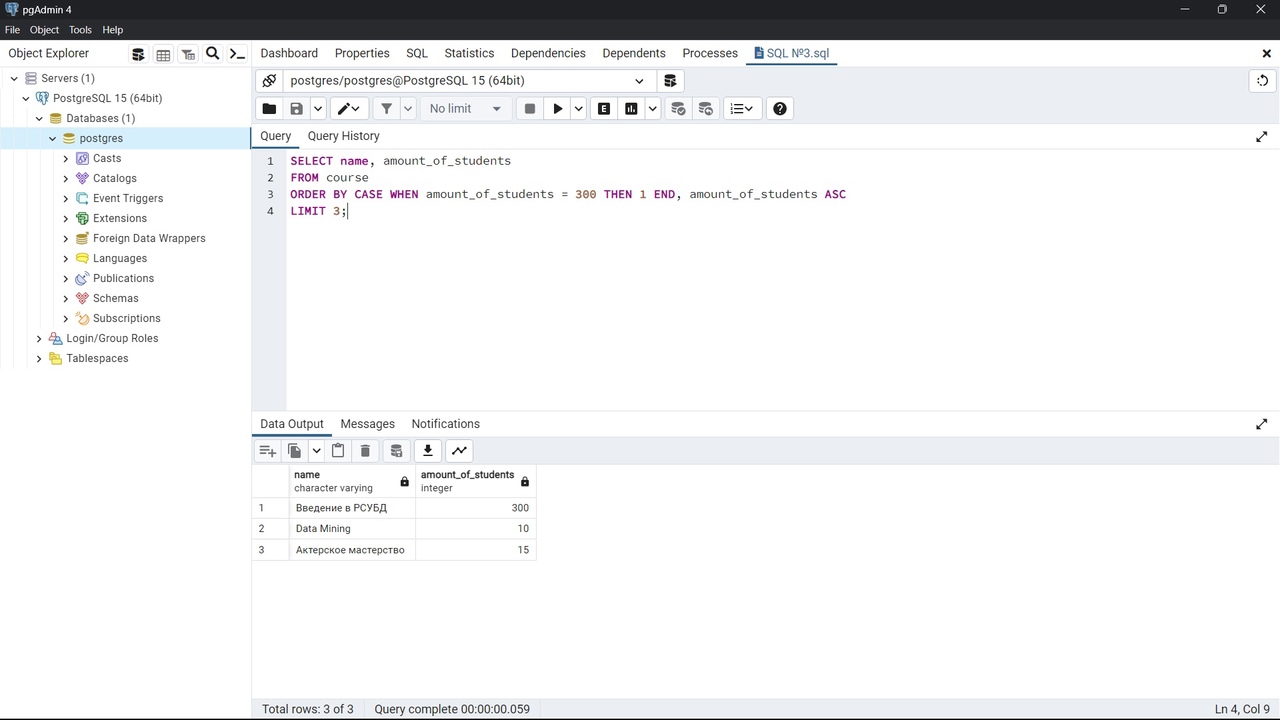 pgAdmin 4
File Object Tools Help
Object Explorer
Dashboard Properties SQL Statistics Dependencies Dependents Processes SQL №3.sql
Servers (1)
PostgreSQL 15 (64bit)
Databases (1)
postgres
Casts
Catalogs
Event Triggers
Extensions
Foreign Data Wrappers
Languages
Publications
Schemas
Subscriptions
Login/Group Roles
Tablespaces
postgres/postgres@PostgreSQL 15 (64bit)
No limit
E
Query Query History
1 SELECT name, amount_of_students
2 FROM course
3 ORDER BY CASE WHEN amount_of_students = 300 THEN 1 END, amount_of_students ASC
4 LIMIT 3;
Data Output Messages Notifications
name amount_of_students
character varying integer
1 Введение в РСУБД 300
2 Data Mining 10
3 Актерское мастерство 15
Total rows: 3 of 3 Query complete 00:00:00.059 Ln 4, Col 9